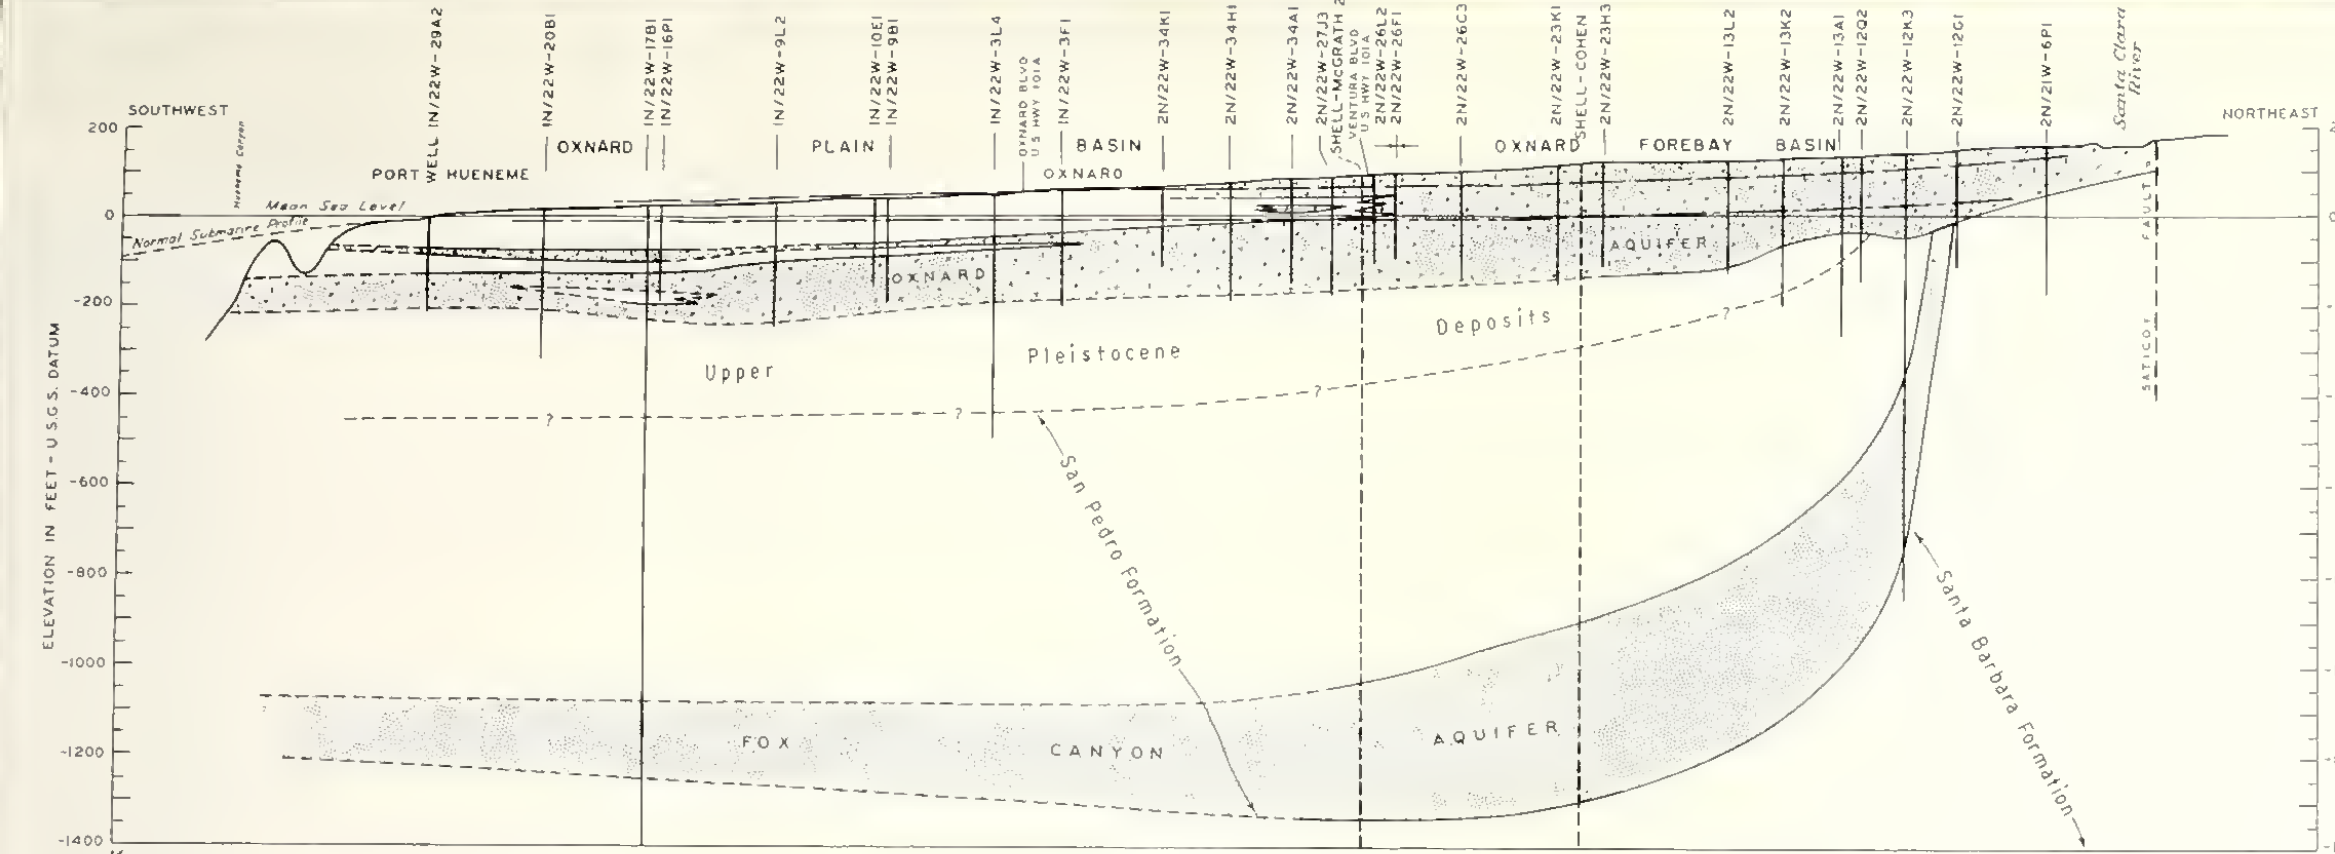 SOUTHWEST
NORTHEAST
Hueneme Canyon
WELL 1N/22W-29A2
1N/22W-20B1
1N/22W-17B1
1N/22W-16P1
1N/22W-9L2
1N/22W-10E1
1N/22W-9B1
1N/22W-3L4
OXNARD BLVD
U S HWY 101A
1N/22W-3F1
2N/22W-34K1
2N/22W-34H1
2N/22W-34A1
2N/22W-27J3
SHELL-McGRATH 2
VENTURA BLVD
U S HWY 101A
2N/22W-26L2
2N/22W-26F1
2N/22W-26C3
2N/22W-23K1
SHELL-COHEN
2N/22W-23H3
2N/22W-13L2
2N/22W-13K2
2N/22W-13A1
2N/22W-12Q2
2N/22W-12K3
2N/22W-12G1
2N/21W-6P1
Santa Clara
River
OXNARD PLAIN BASIN
OXNARD FOREBAY BASIN
PORT HUENEME
OXNARD
Mean Sea Level
Normal Submarine Profile
OXNARD AQUIFER
Upper Pleistocene Deposits
San Pedro Formation
Santa Barbara Formation
FOX CANYON AQUIFER
SATICOY FAULT
ELEVATION IN FEET - U.S.G.S. DATUM
200
0
-200
-400
-600
-800
-1000
-1200
-1400
? ? ? ?